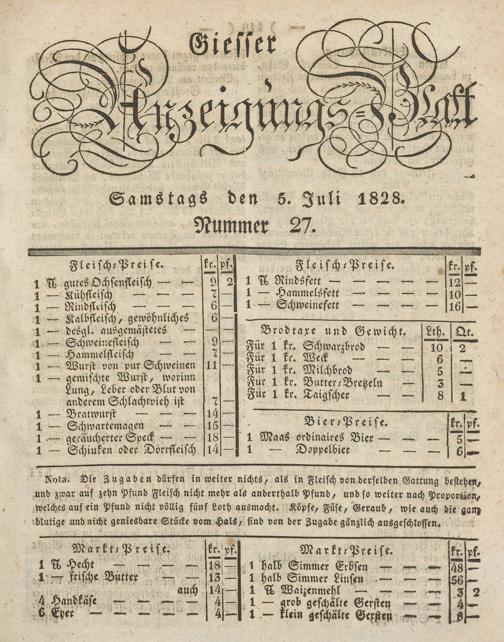 Giesser
Anzeigungs-Blatt
Samstags den 5. Juli 1828.
Nummer 27.
Fleisch-Preise. kr. pf.
1 ℔ gutes Ochsenfleisch — — 9 2
1 — Kühfleisch — — 7 —
1 — Rindfleisch — — 6 —
1 — Kalbfleisch, gewöhnliches 6 —
1 — desgl. ausgemästetes — — —
1 — Schweinefleisch — — 9 —
1 — Hammelfleisch — — 7 —
1 — Wurst von pur Schweinen 11 —
1 — gemischte Wurst, worinn
Lung, Leber oder Blut von
anderem Schlachtvieh ist 7
1 — Bratwurst 14 —
1 — Schwartemagen — — 15 —
1 — geräucherter Speck — — 18 —
1 — Schinken oder Dörrfleisch 14 —
Fleisch-Preise. kr. pf.
1 ℔ Rindsfett — — — — — 12 —
1 — Hammelsfett — — — — 10 —
1 — Schweinefett — — — — 16 —
Brodtaxe und Gewicht. Lth. Qt.
Für 1 kr. Schwarzbrod — — 10 2
Für 1 kr. Weck — — — 6 —
Für 1 kr. Milchbrod — — 5 —
Für 1 kr. Butter-Bretzeln — 3 —
Für 1 kr. Taigscher — — 8 1
Bier-Preise. kr. pf.
1 Maas ordinaires Bier — — — 5 —
1 — Doppelbier — — — 6 —
Nota. Die Zugaben dürfen in weiter nichts, als in Fleisch von derselben Gattung bestehen,
und zwar auf zehn Pfund Fleisch nicht mehr als anderthalb Pfund, und so weiter nach Proportion,
welches auf ein Pfund nicht völlig fünf Loth ausmacht. Köpfe, Füse, Geraub, wie auch die ganz
blutige und nicht geniesbare Stücke vom Hals, sind von der Zugabe gänzlich ausgeschlossen.
Markt-Preise. kr. pf.
1 ℔ Hecht — — — — 18 —
1 — frische Butter — — 13 —
auch 14
4 Handkäse — — — — 4 —
6 Eyer — — — — 4 —
Markt-Preise. kr. pf.
1 halb Simmer Erbsen — — — 48 —
1 halb Simmer Linsen — — — 56 —
1 ℔ Waizenmehl — — — 3 2
1 — grob geschälte Gersten — — 4 —
1 — klein geschälte Gersten — — 8